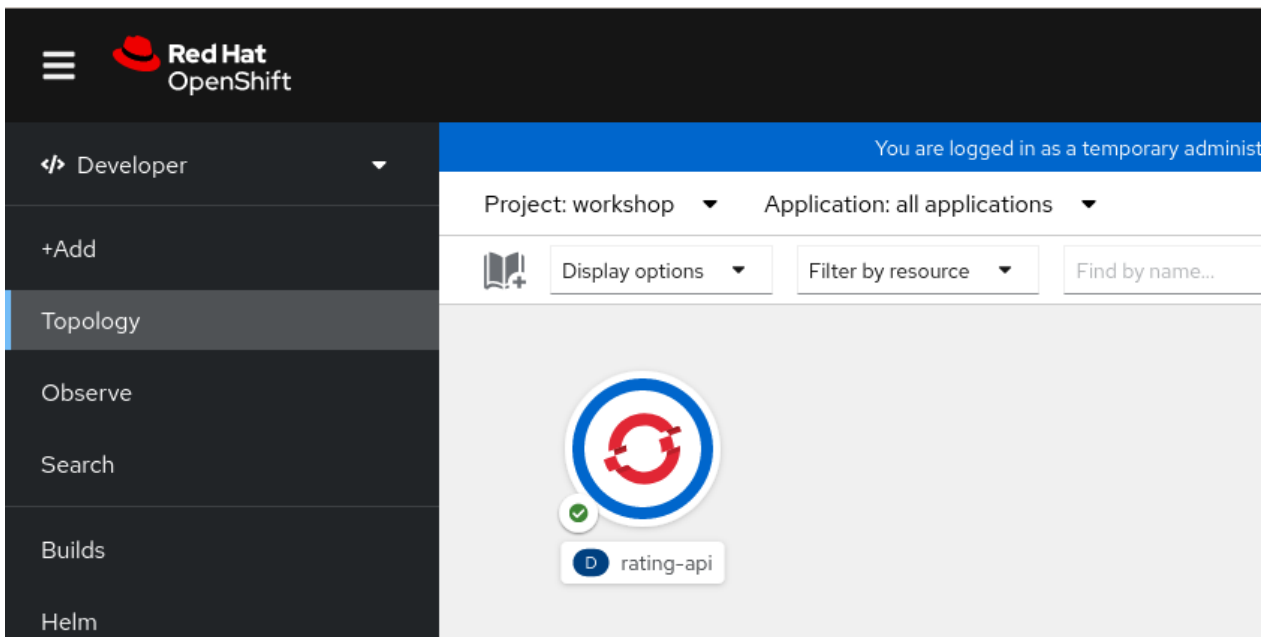 Red Hat
OpenShift
Developer
You are logged in as a temporary administ
Project: workshop
Application: all applications
+Add
Display options
Filter by resource
Find by name...
Topology
Observe
Search
Builds
D rating-api
Helm